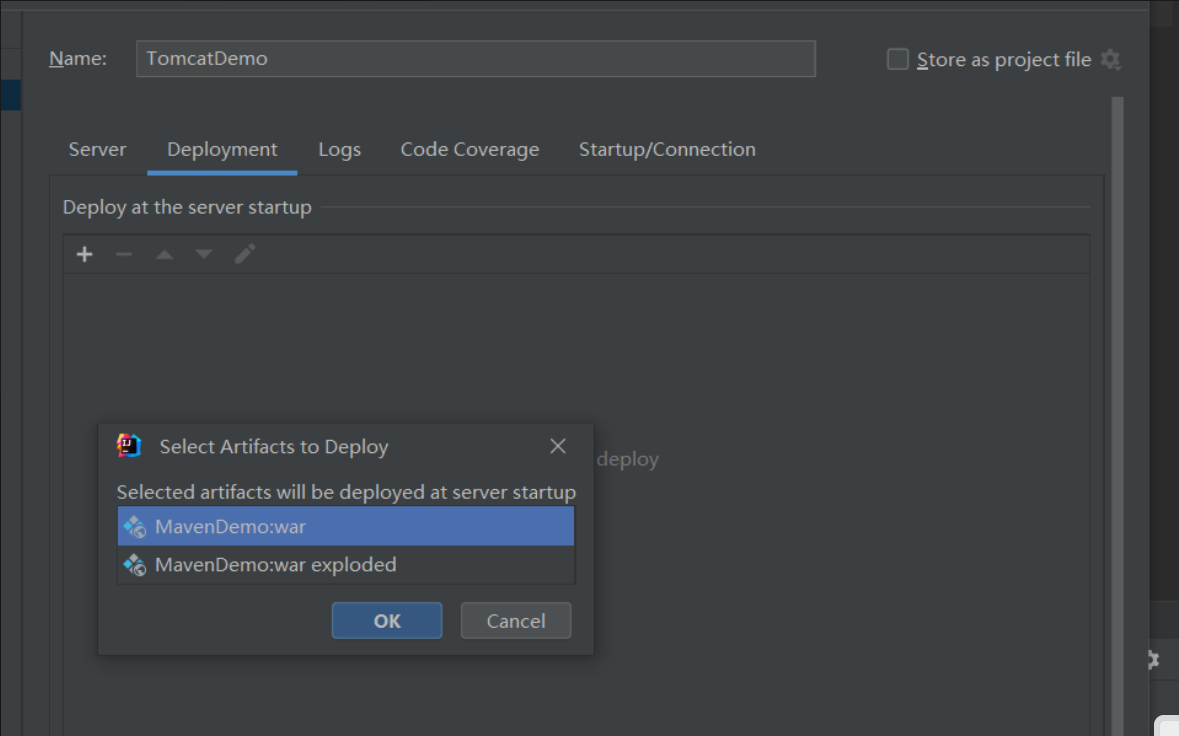 Name: TomcatDemo Store as project file
Server Deployment Logs Code Coverage Startup/Connection
Deploy at the server startup
Select Artifacts to Deploy
deploy
Selected artifacts will be deployed at server startup
MavenDemo:war
MavenDemo:war exploded
OK Cancel